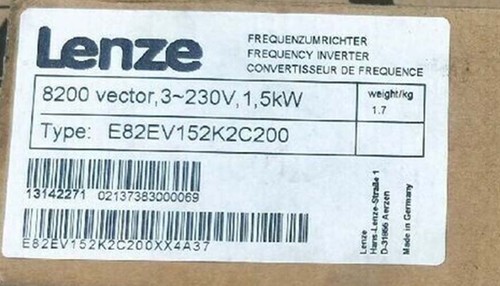 Lenze
FREQUENZUMRICHTER
FREQUENCY INVERTER
CONVERTISSEUR DE FREQUENCE
8200 vector,3~230V,1,5kW
weight/kg
1.7
Type: E82EV152K2C200
13142271 02137383000069
E82EV152K2C200XX4A37
Lenze
Hans-Lenze-Straße 1
D-31855 Aerzen
Made in Germany